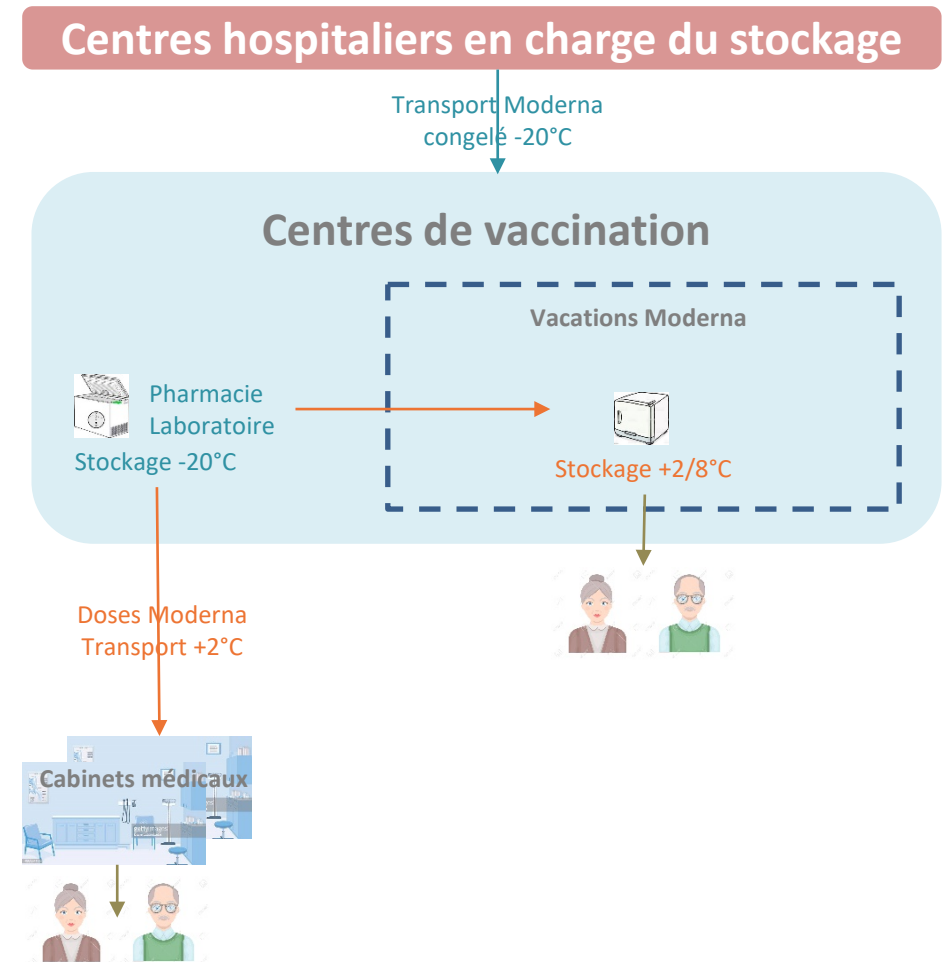 Centres hospitaliers en charge du stockage
Transport Moderna
congelé -20°C
Centres de vaccination
Vacations Moderna
Pharmacie
Laboratoire
Stockage -20°C
Stockage +2/8°C
Doses Moderna
Transport +2°C
Cabinets médicaux